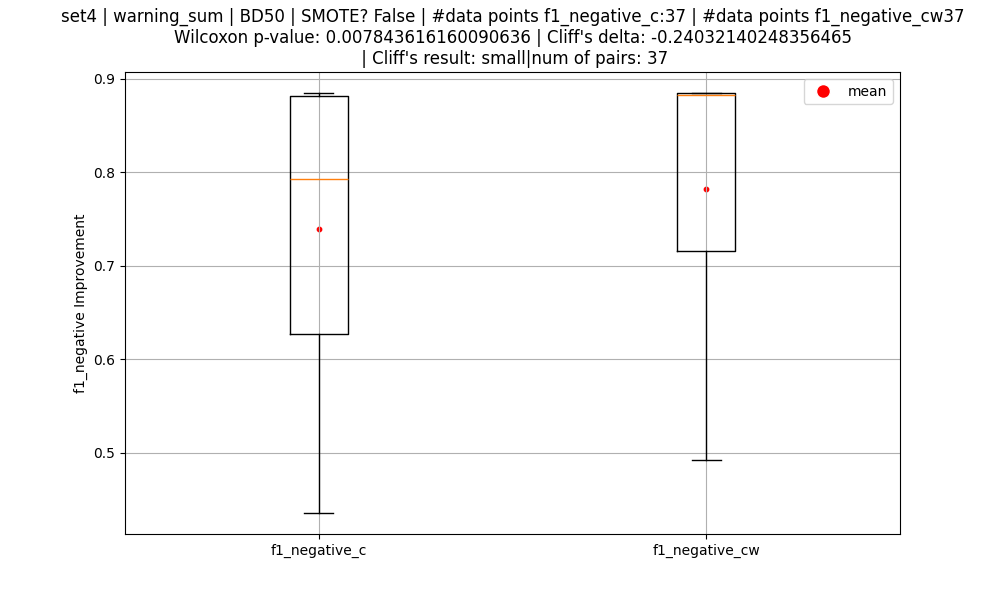 set4 | warning_sum | BD50 | SMOTE? False | #data points f1_negative_c:37 | #data points f1_negative_cw37
Wilcoxon p-value: 0.007843616160090636 | Cliff's delta: -0.24032140248356465
| Cliff's result: small|num of pairs: 37
mean
0.9
0.8
0.7
0.6
0.5
f1_negative Improvement
f1_negative_c
f1_negative_cw